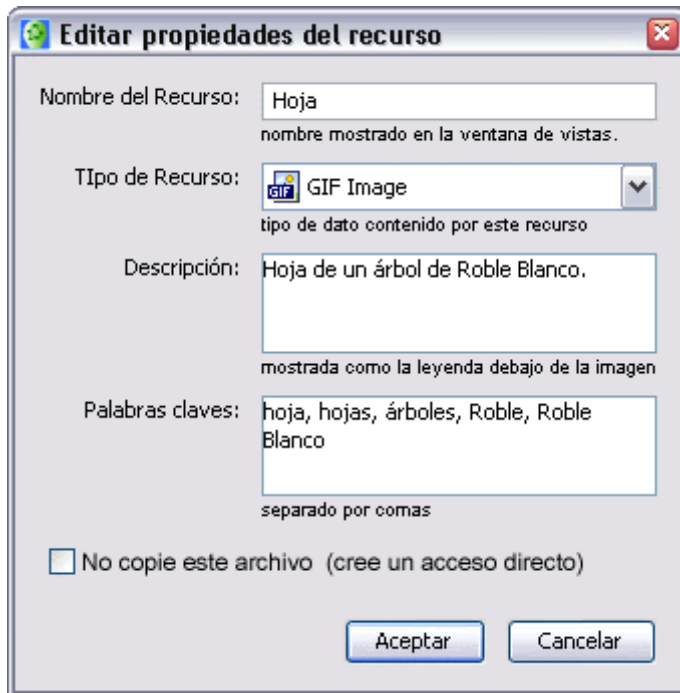 Editar propiedades del recurso
Nombre del Recurso: Hoja
nombre mostrado en la ventana de vistas.
TIpo de Recurso: GIF GIF Image
tipo de dato contenido por este recurso
Descripción: Hoja de un árbol de Roble Blanco.
mostrada como la leyenda debajo de la imagen
Palabras claves: hoja, hojas, árboles, Roble, Roble
Blanco
separado por comas
No copie este archivo (cree un acceso directo)
Aceptar Cancelar